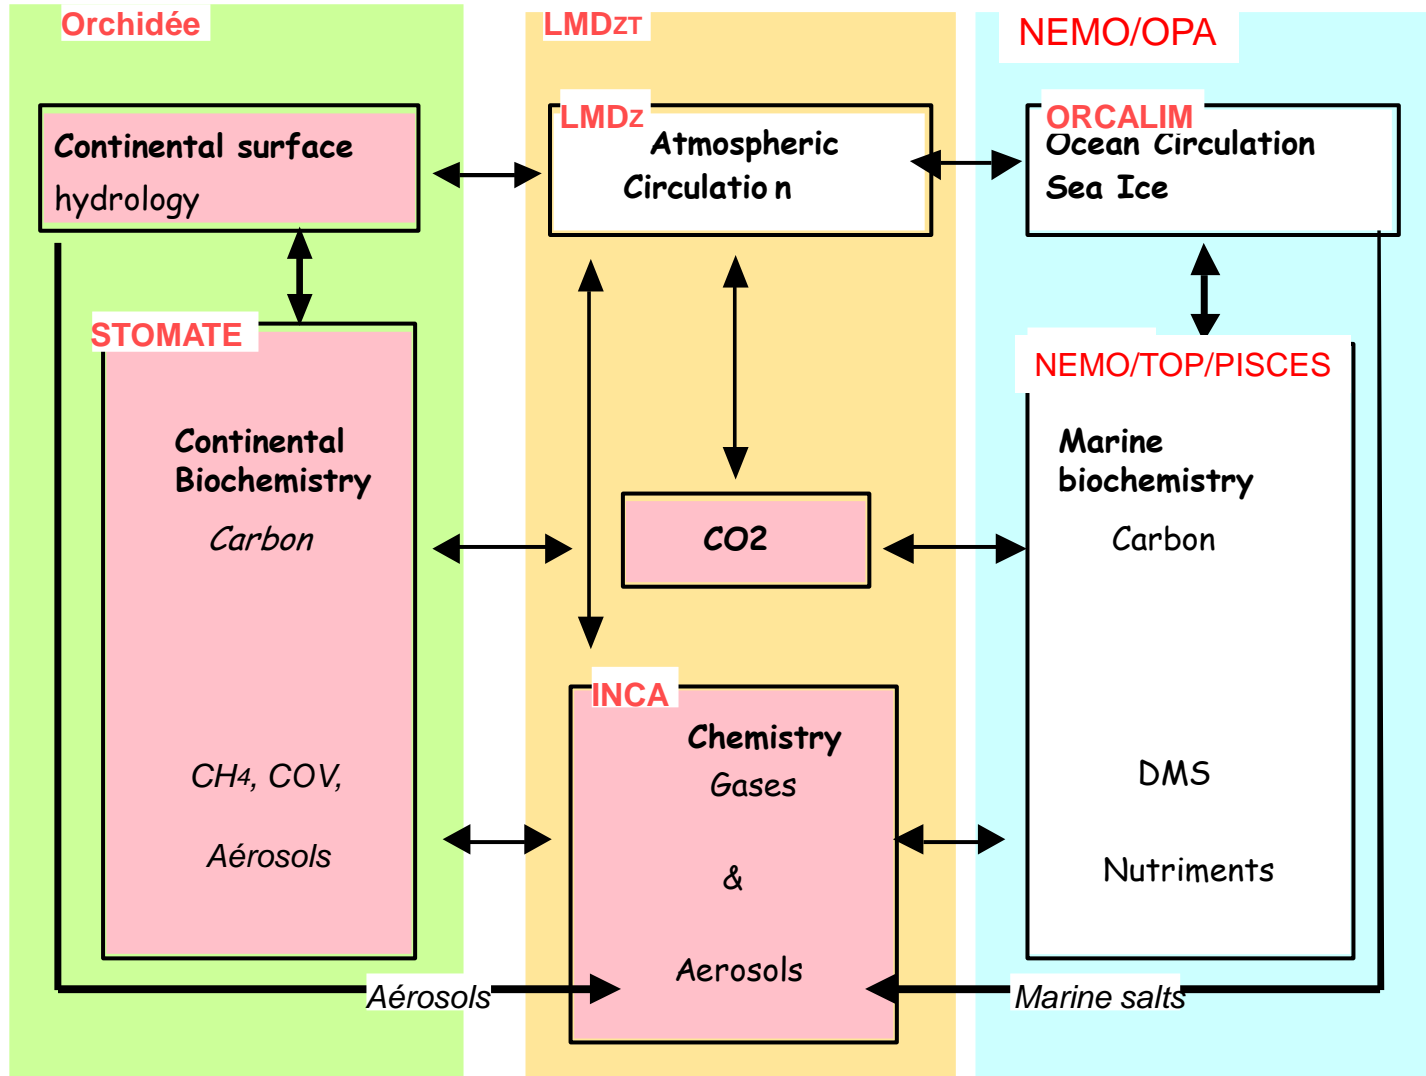 Orchidée
LMDZT
NEMO/OPA
Continental surface
hydrology
LMDZ
Atmospheric
Circulation
ORCALIM
Ocean Circulation
Sea Ice
STOMATE
Continental
Biochemistry
Carbon
CH4, COV,
Aérosols
CO2
INCA
Chemistry
Gases
&
Aerosols
NEMO/TOP/PISCES
Marine
biochemistry
Carbon
DMS
Nutriments
Aérosols
Marine salts